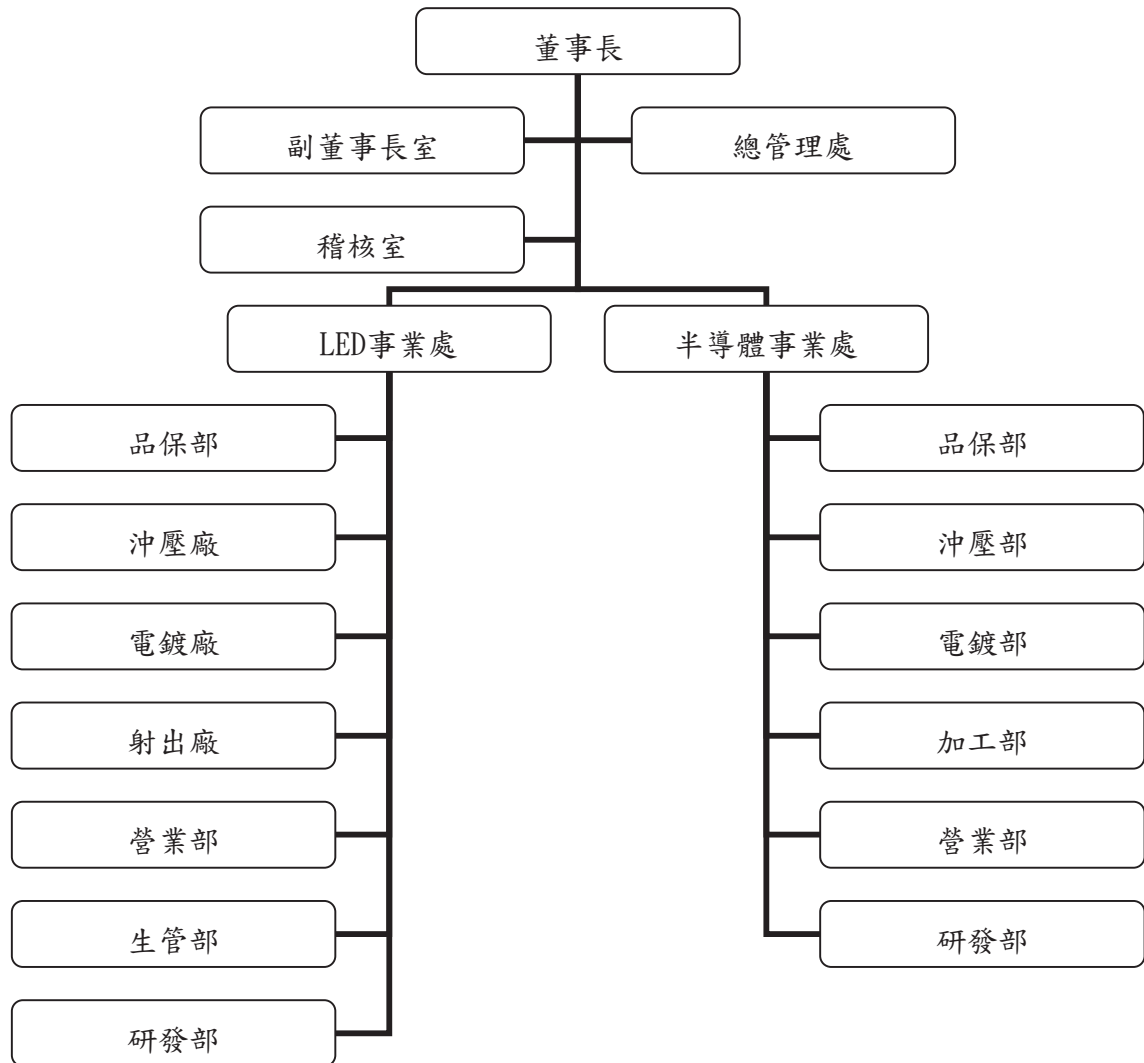 董事長
副董事長室
總管理處
稽核室
LED事業處
半導體事業處
品保部
品保部
沖壓廠
沖壓部
電鍍廠
電鍍部
射出廠
加工部
營業部
營業部
生管部
研發部
研發部